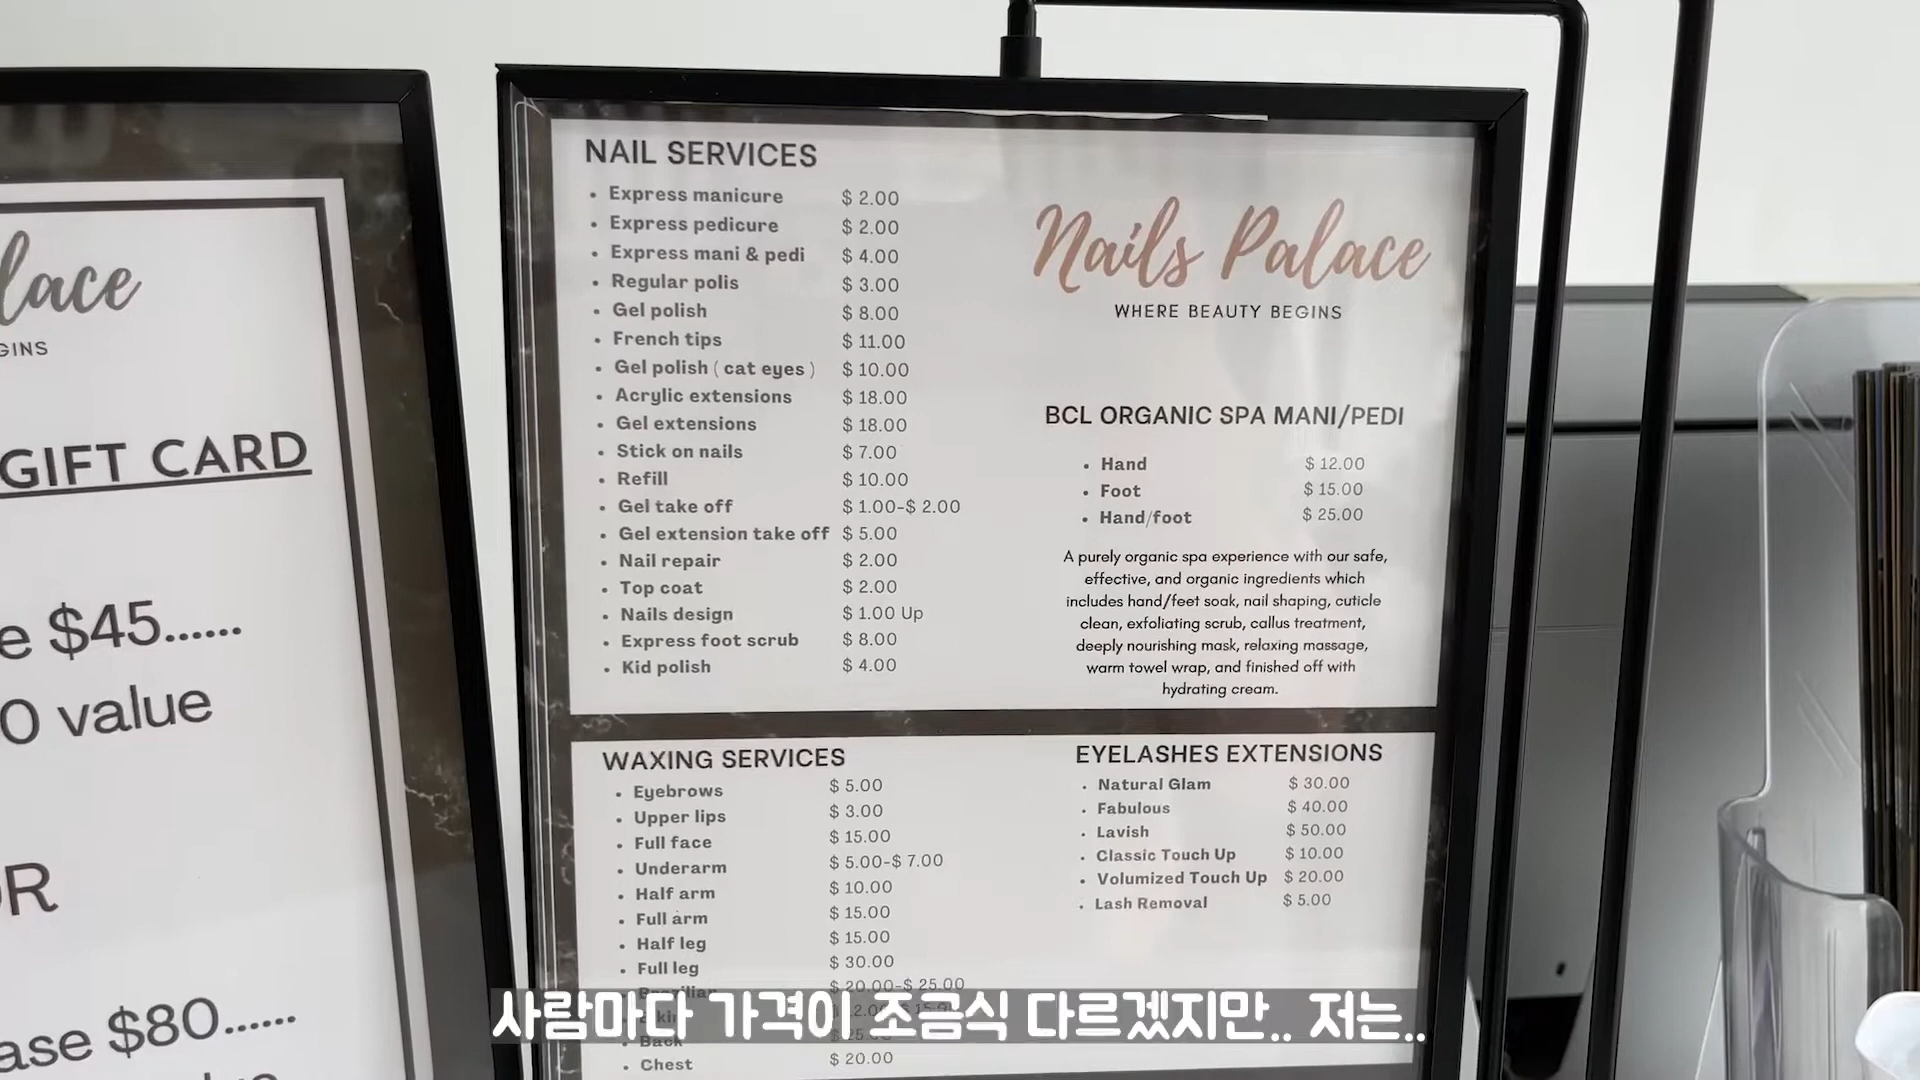 lace
GINS
GIFT CARD
e $45......
0 value
OR
ase $80......
NAIL SERVICES
• Express manicure $ 2.00
• Express pedicure $ 2.00
• Express mani & pedi $ 4.00
• Regular polis $ 3.00
• Gel polish $ 8.00
• French tips $ 11.00
• Gel polish ( cat eyes ) $ 10.00
• Acrylic extensions $ 18.00
• Gel extensions $ 18.00
• Stick on nails $ 7.00
• Refill $ 10.00
• Gel take off $ 1.00-$ 2.00
• Gel extension take off $ 5.00
• Nail repair $ 2.00
• Top coat $ 2.00
• Nails design $ 1.00 Up
• Express foot scrub $ 8.00
• Kid polish $ 4.00
Nails Palace
WHERE BEAUTY BEGINS
BCL ORGANIC SPA MANI/PEDI
• Hand $ 12.00
• Foot $ 15.00
• Hand/foot $ 25.00
A purely organic spa experience with our safe,
effective, and organic ingredients which
includes hand/feet soak, nail shaping, cuticle
clean, exfoliating scrub, callus treatment,
deeply nourishing mask, relaxing massage,
warm towel wrap, and finished off with
hydrating cream.
WAXING SERVICES
• Eyebrows $ 5.00
• Upper lips $ 3.00
• Full face $ 15.00
• Underarm $ 5.00-$ 7.00
• Half arm $ 10.00
• Full arm $ 15.00
• Half leg $ 15.00
• Full leg $ 30.00
$ 20.00-$ 25.00
• Back
• Chest $ 20.00
EYELASHES EXTENSIONS
• Natural Glam $ 30.00
• Fabulous $ 40.00
• Lavish $ 50.00
• Classic Touch Up $ 10.00
• Volumized Touch Up $ 20.00
• Lash Removal $ 5.00
사람마다 가격이 조금식 다르겠지만.. 저는..